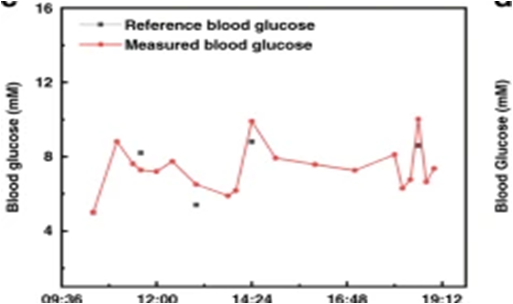 16
Reference blood glucose
Measured blood glucose
12
8
4
Blood glucose (mM)
09:36 12:00 14:24 16:48 19:12
Blood Glucose (mM)